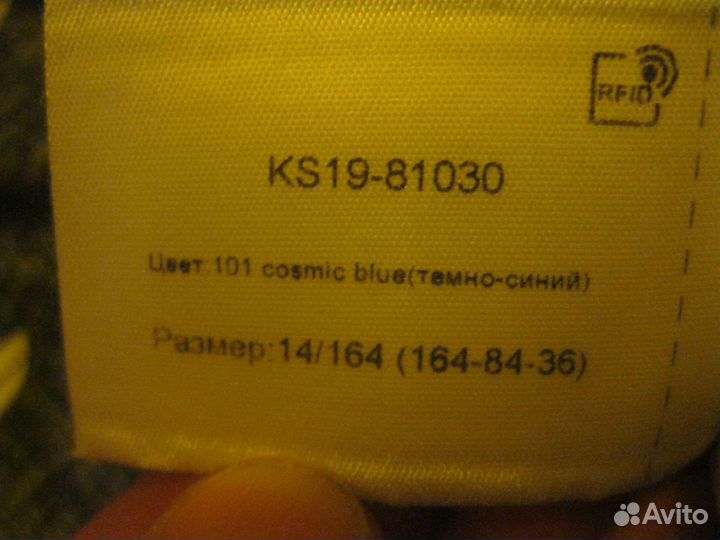 RFID
KS19-81030
Цвет:101 cosmic blue(темно-синий)
Размер:14/164 (164-84-36)
Avito